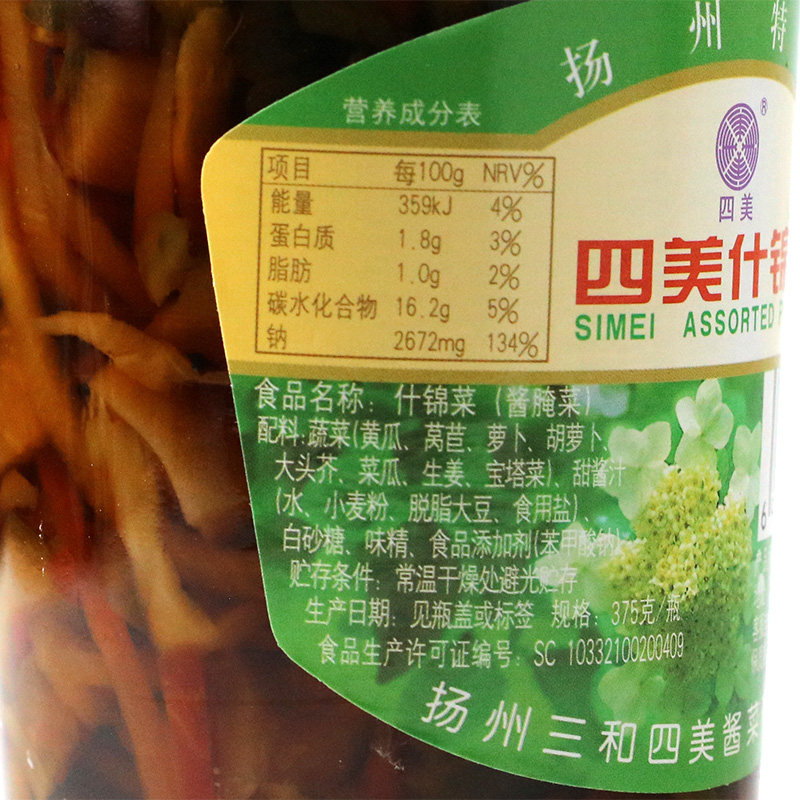 扬州特
®
四美
营养成分表
项目 每100g NRV%
能量 359kJ 4%
蛋白质 1.8g 3%
脂肪 1.0g 2%
碳水化合物 16.2g 5%
钠 2672mg 134%
四美什锦
SIMEI ASSORTED P
食品名称：什锦菜（酱腌菜）
配料：蔬菜(黄瓜、莴苣、萝卜、胡萝卜、
大头芥、菜瓜、生姜、宝塔菜)、甜酱汁
(水、小麦粉、脱脂大豆、食用盐)、
白砂糖、味精、食品添加剂(苯甲酸钠)
贮存条件：常温干燥处避光贮存
生产日期：见瓶盖或标签 规格：375克/瓶
食品生产许可证编号：SC 10332100200409
扬州三和四美酱菜
6